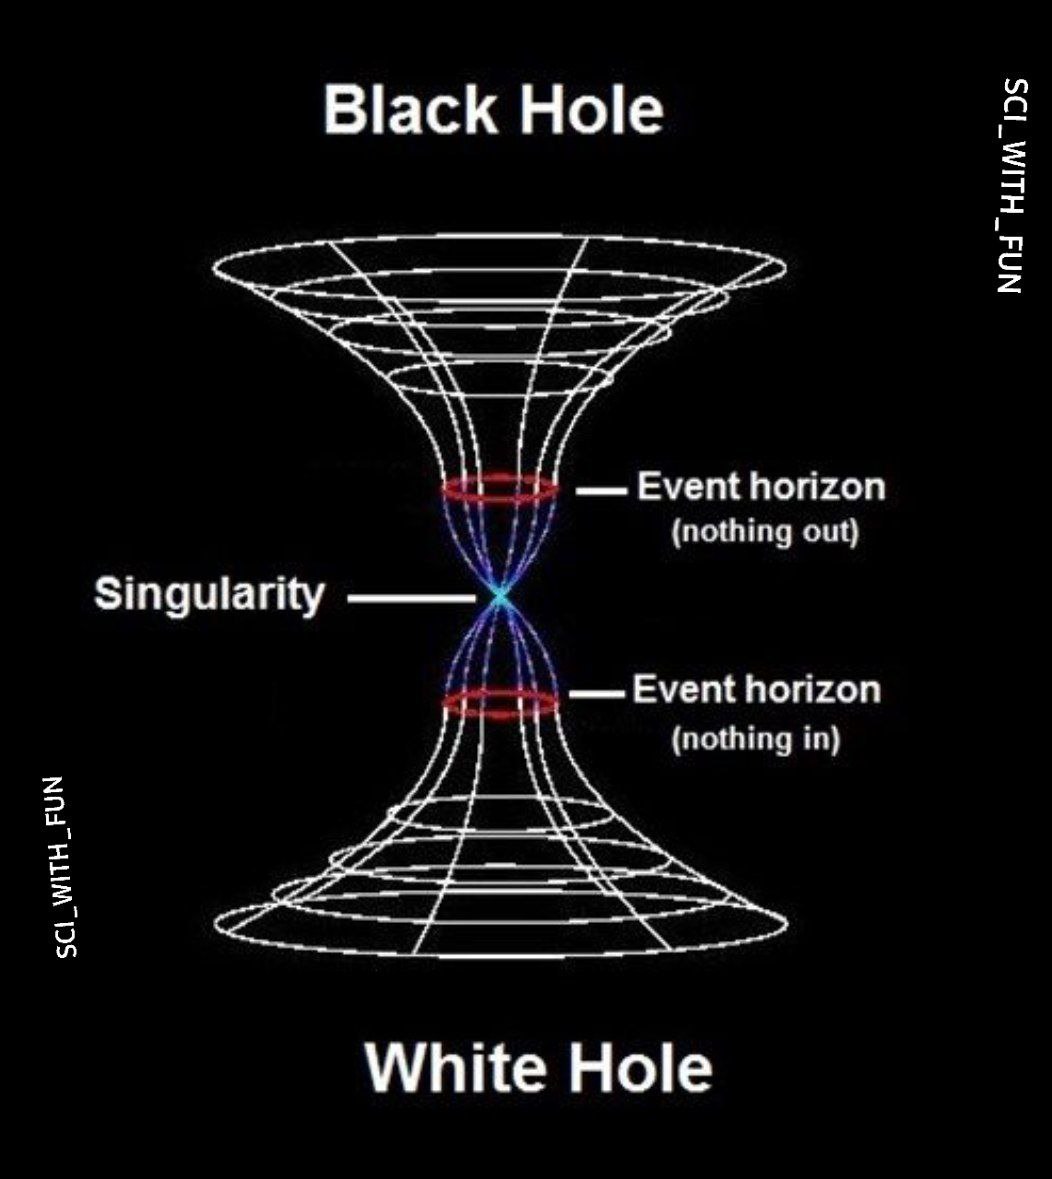 Black Hole
SCI_WITH_FUN
Event horizon
(nothing out)
Singularity
Event horizon
(nothing in)
SCI_WITH_FUN
White Hole